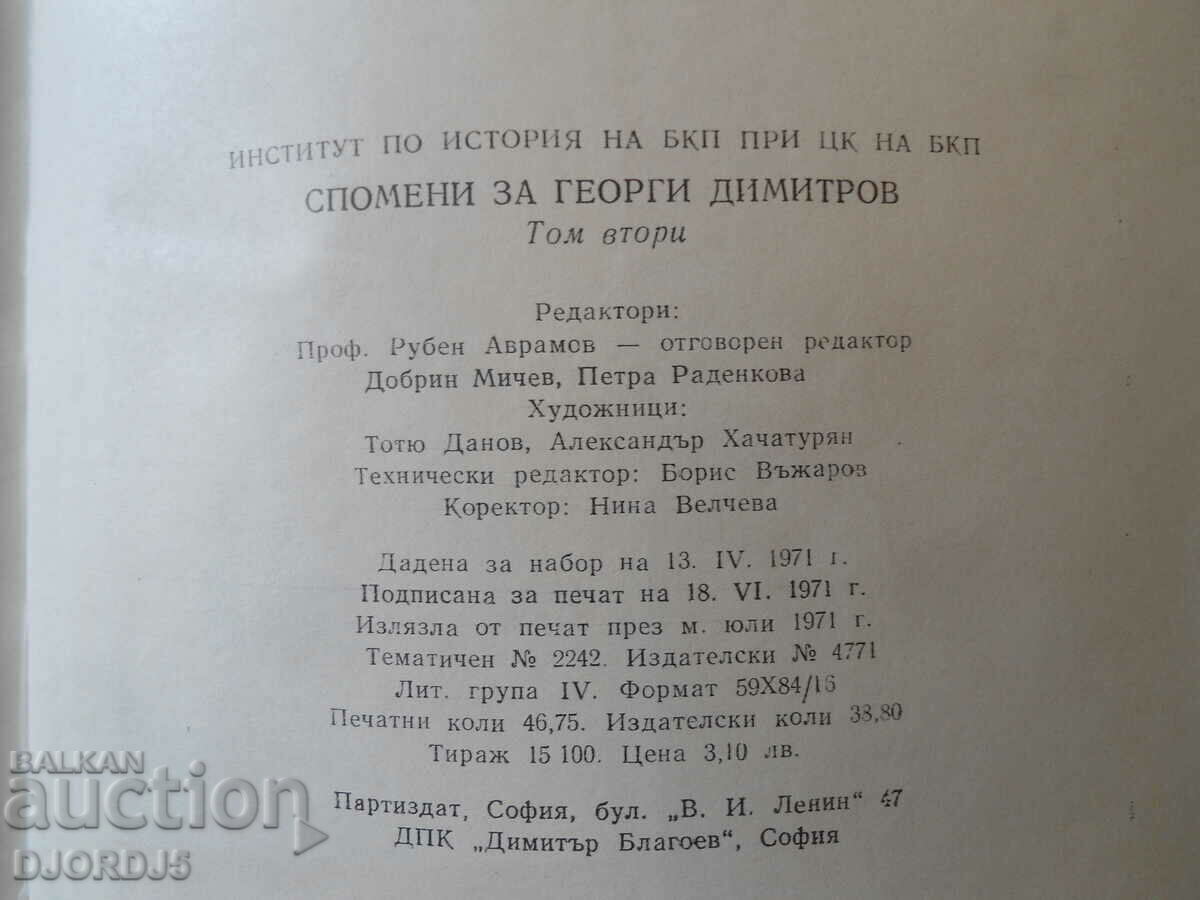 ИНСТИТУТ ПО ИСТОРИЯ НА БКП ПРИ ЦК НА БКП
СПОМЕНИ ЗА ГЕОРГИ ДИМИТРОВ
Том втори
Редактори:
Проф. Рубен Аврамов — отговорен редактор
Добрин Мичев, Петра Раденкова
Художници:
Тотю Данов, Александър Хачатурян
Технически редактор: Борис Въжаров
Коректор: Нина Велчева
Дадена за набор на 13. IV. 1971 г.
Подписана за печат на 18. VI. 1971 г.
Излязла от печат през м. юли 1971 г.
Тематичен № 2242. Издателски № 4771
Лит. група IV. Формат 59X84/16
Печатни коли 46,75. Издателски коли 38,80
Тираж 15 100. Цена 3,10 лв.
Партиздат, София, бул. „В. И. Ленин“ 47
ДПК „Димитър Благоев“, София
BALKAN
auction
DJORDJ5